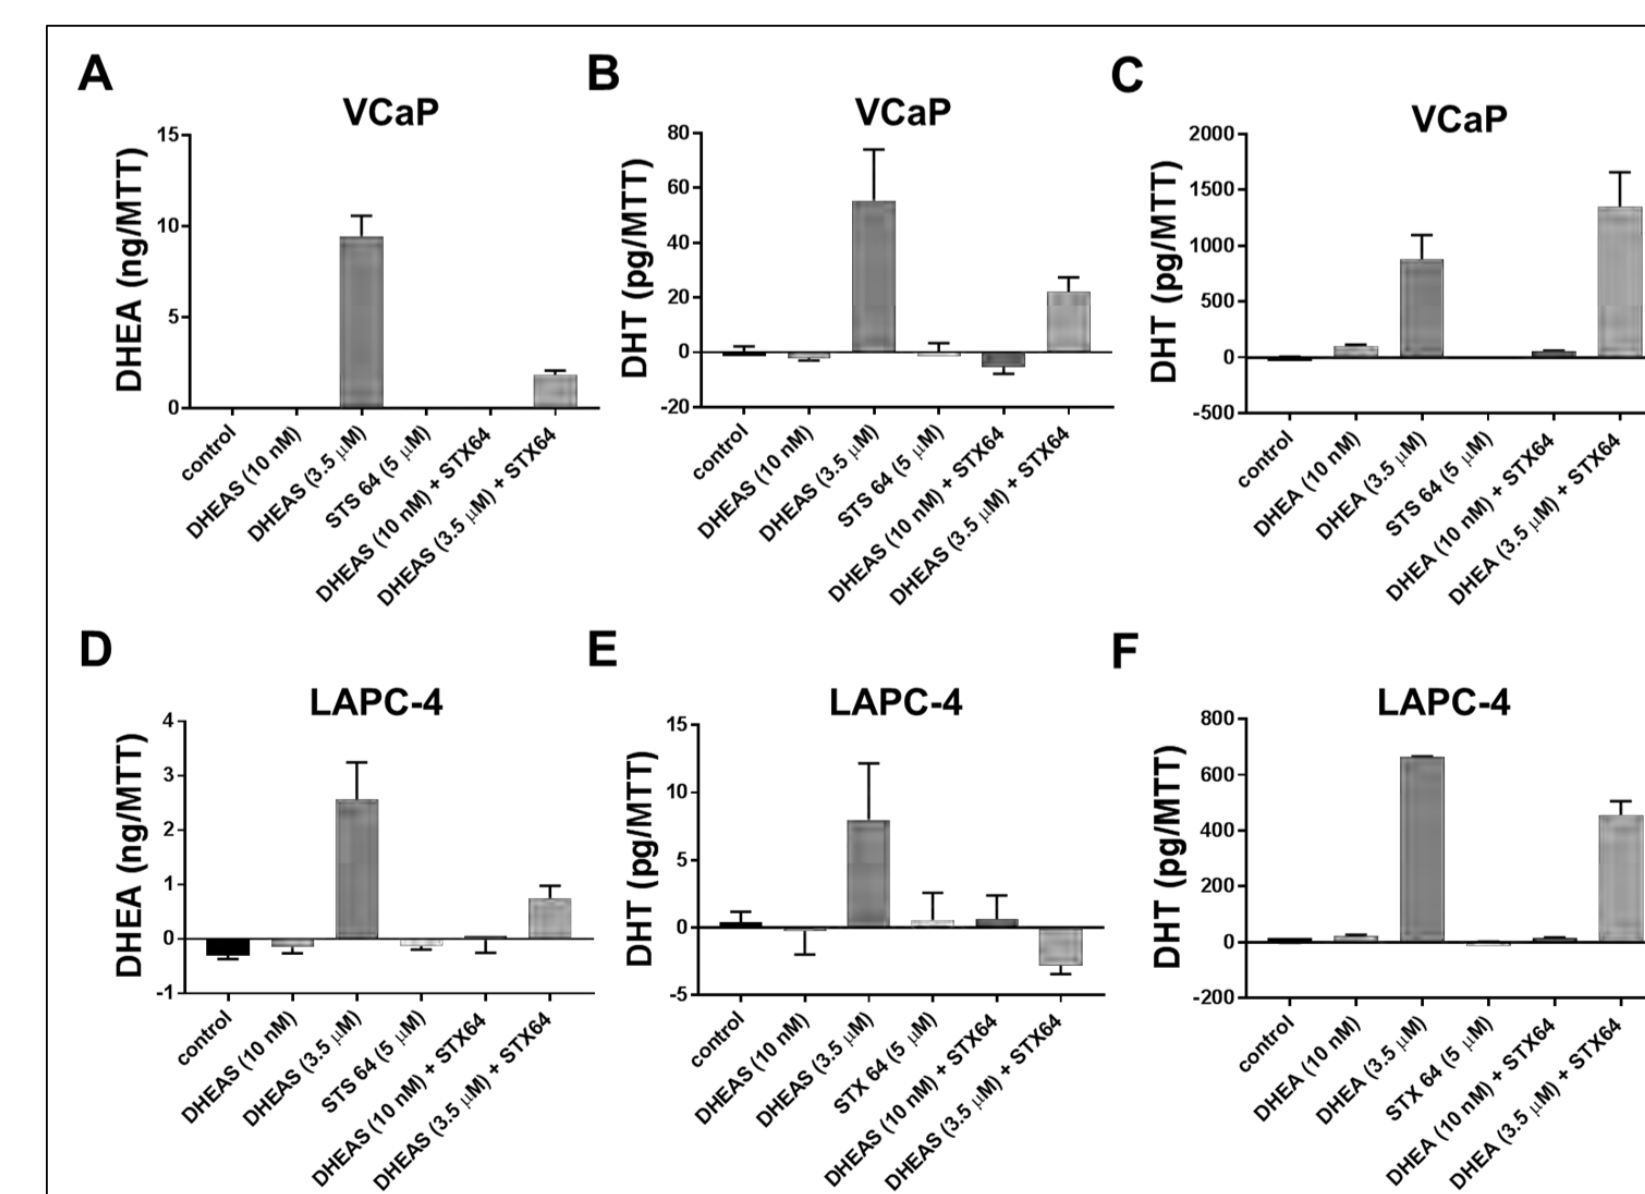 A
VCaP
DHEA (ng/MTT)
15
10
5
0
control
DHEAS (10 nM)
DHEAS (3.5 μM)
STS 64 (5 μM)
DHEAS (10 nM) + STX64
DHEAS (3.5 μM) + STX64
B
VCaP
DHT (pg/MTT)
80
60
40
20
0
-20
control
DHEAS (10 nM)
DHEAS (3.5 μM)
STS 64 (5 μM)
DHEAS (10 nM) + STX64
DHEAS (3.5 μM) + STX64
C
VCaP
DHT (pg/MTT)
2000
1500
1000
500
0
-500
control
DHEA (10 nM)
DHEA (3.5 μM)
STS 64 (5 μM)
DHEA (10 nM) + STX64
DHEA (3.5 μM) + STX64
D
LAPC-4
DHEA (ng/MTT)
4
3
2
1
0
-1
control
DHEAS (10 nM)
DHEAS (3.5 μM)
STS 64 (5 μM)
DHEAS (10 nM) + STX64
DHEAS (3.5 μM) + STX64
E
LAPC-4
DHT (pg/MTT)
15
10
5
0
-5
control
DHEAS (10 nM)
DHEAS (3.5 μM)
STX 64 (5 μM)
DHEAS (10 nM) + STX64
DHEAS (3.5 μM) + STX64
F
LAPC-4
DHT (pg/MTT)
800
600
400
200
0
-200
control
DHEA (10 nM)
DHEA (3.5 μM)
STX 64 (5 μM)
DHEA (10 nM) + STX64
DHEA (3.5 μM) + STX64